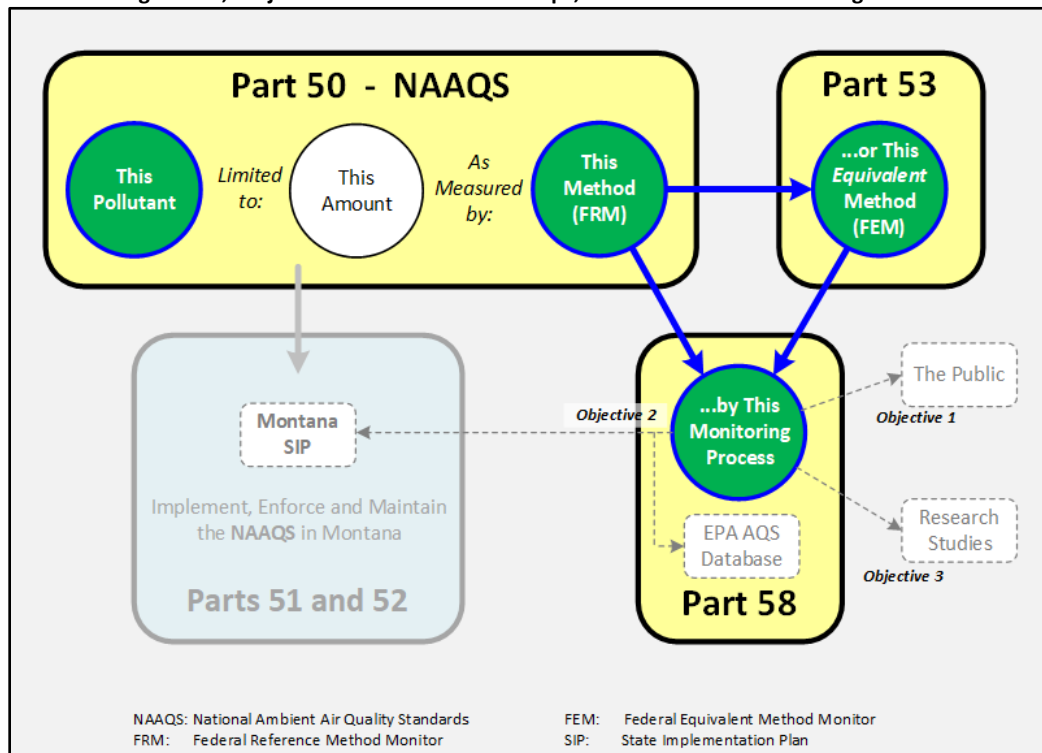 Part 50 - NAAQS
Part 53
This
Pollutant
Limited
to:
This
Amount
As
Measured
by:
This
Method
(FRM)
...or This
Equivalent
Method
(FEM)
Montana
SIP
Implement, Enforce and Maintain
the NAAQS in Montana
Parts 51 and 52
Objective 2
...by This
Monitoring
Process
EPA AQS
Database
Part 58
The Public
Objective 1
Research
Studies
Objective 3
NAAQS: National Ambient Air Quality Standards
FRM: Federal Reference Method Monitor
FEM: Federal Equivalent Method Monitor
SIP: State Implementation Plan